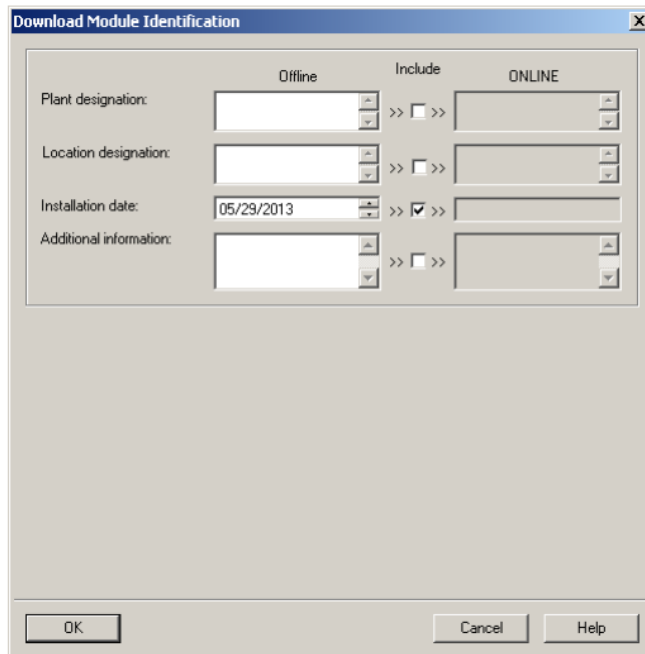 Download Module Identification
Offline Include ONLINE
Plant designation: >> >>
Location designation: >> >>
Installation date: 05/29/2013 >> >>
Additional information: >> >>
OK Cancel Help